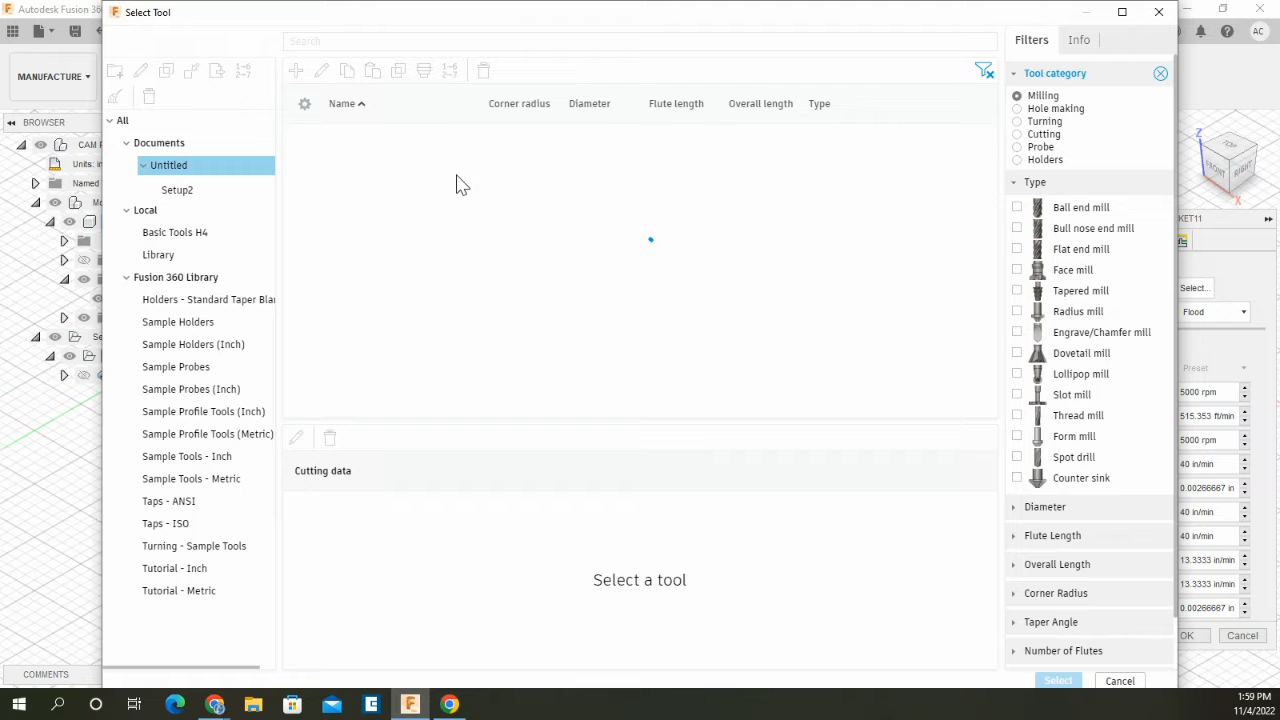 Autodesk Fusion 36
Select Tool
AC
MANUFACTURE
BROWSER
CAM F
Units: in
Named
Mo
Se
COMMENTS
All
Documents
Untitled
Setup2
Local
Basic Tools H4
Library
Fusion 360 Library
Holders - Standard Taper Blan
Sample Holders
Sample Holders (Inch)
Sample Probes
Sample Probes (Inch)
Sample Profile Tools (Inch)
Sample Profile Tools (Metric)
Sample Tools - Inch
Sample Tools - Metric
Taps - ANSI
Taps - ISO
Turning - Sample Tools
Tutorial - Inch
Tutorial - Metric
Search
Name Corner radius Diameter Flute length Overall length Type
Cutting data
Select a tool
Filters Info
Tool category
Milling
Hole making
Turning
Cutting
Probe
Holders
Type
Ball end mill
Bull nose end mill
Flat end mill
Face mill
Tapered mill
Radius mill
Engrave/Chamfer mill
Dovetail mill
Lollipop mill
Slot mill
Thread mill
Form mill
Spot drill
Counter sink
Diameter
Flute Length
Overall Length
Corner Radius
Taper Angle
Number of Flutes
Select Cancel
TOP
FRONT
RIGHT
Z
X
KET11
Select...
Flood
Preset
5000 rpm
515.353 ft/min
5000 rpm
40 in/min
0.00266667 in
40 in/min
40 in/min
13.3333 in/min
13.3333 in/min
0.00266667 in
OK Cancel
1:59 PM
11/4/2022